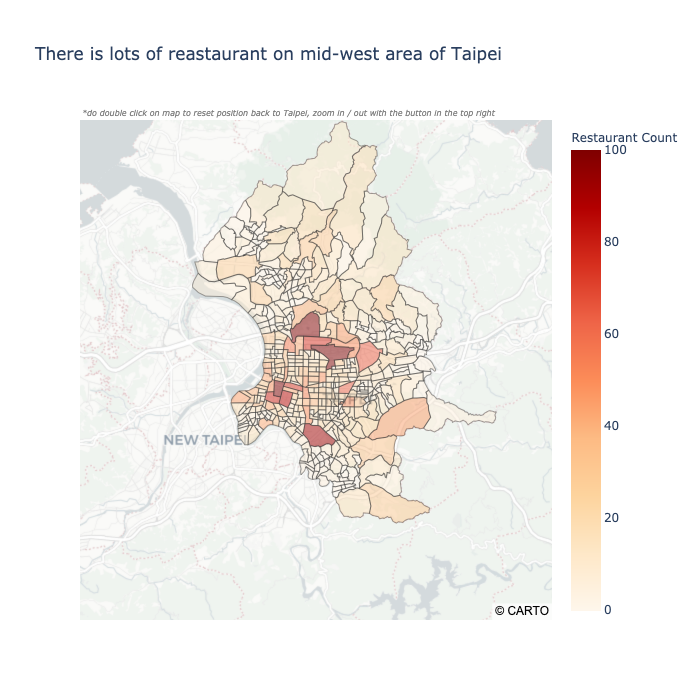 There is lots of reastaurant on mid-west area of Taipei
*do double click on map to reset position back to Taipei, zoom in / out with the button in the top right
Restaurant Count
100
80
60
40
20
0
NEW TAIPE
© CARTO